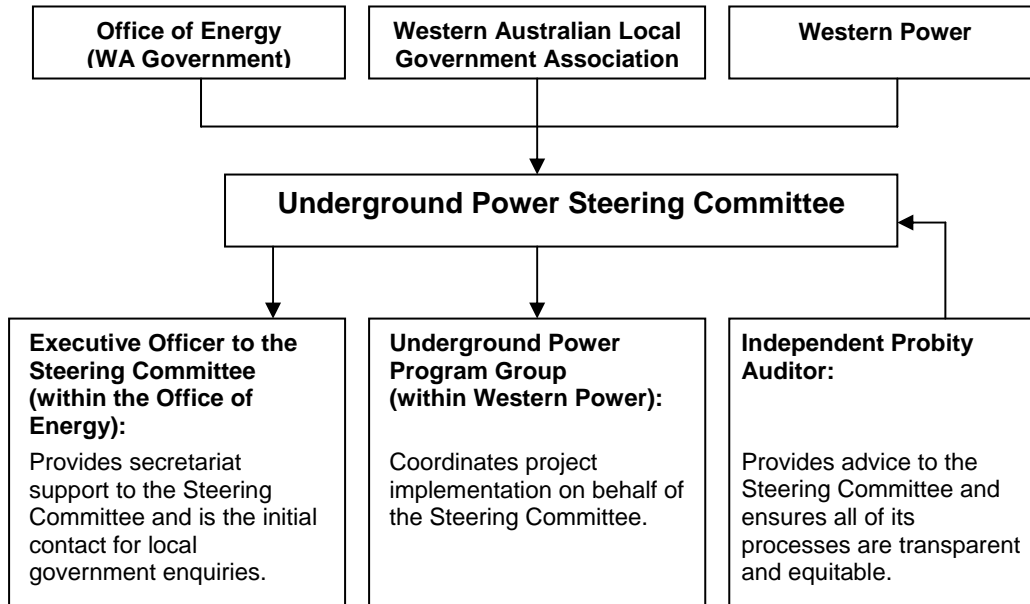 Office of Energy
(WA Government)
Western Australian Local
Government Association
Western Power
Underground Power Steering Committee
Executive Officer to the
Steering Committee
(within the Office of
Energy):
Provides secretariat
support to the Steering
Committee and is the initial
contact for local
government enquiries.
Underground Power
Program Group
(within Western Power):
Coordinates project
implementation on behalf of
the Steering Committee.
Independent Probity
Auditor:
Provides advice to the
Steering Committee and
ensures all of its
processes are transparent
and equitable.